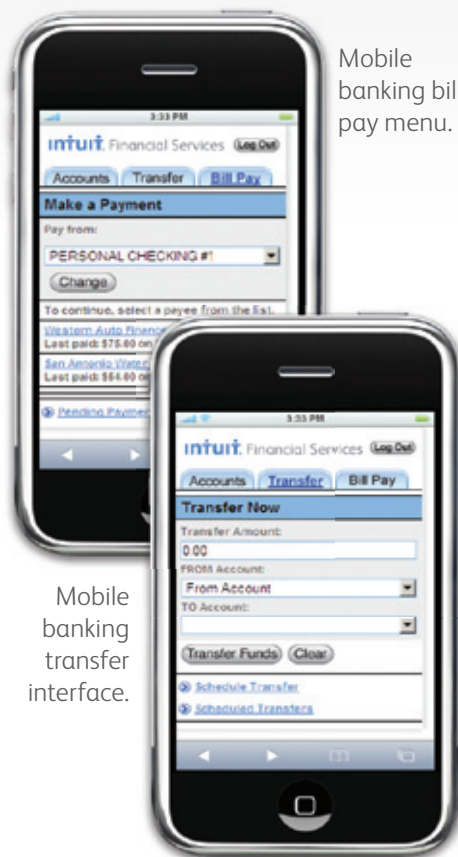 Mobile
banking bil
pay menu.
3:33 PM
INTUIT. Financial Services Log Out
Accounts Transfer Bill Pay
Make a Payment
Pay from:
PERSONAL CHECKING #1
Change
To continue, select a payee from the list.
Western Auto Finance
Last paid: $75.00 on
San Antonio Water
Last paid: $54.00 on
Pending Paymen
3:33 PM
INTUIT. Financial Services Log Out
Accounts Transfer Bill Pay
Transfer Now
Transfer Amount:
0.00
FROM Account:
From Account
TO Account:
Transfer Funds Clear
Schedule Transfer
Scheduled Transfers
Mobile
banking
transfer
interface.